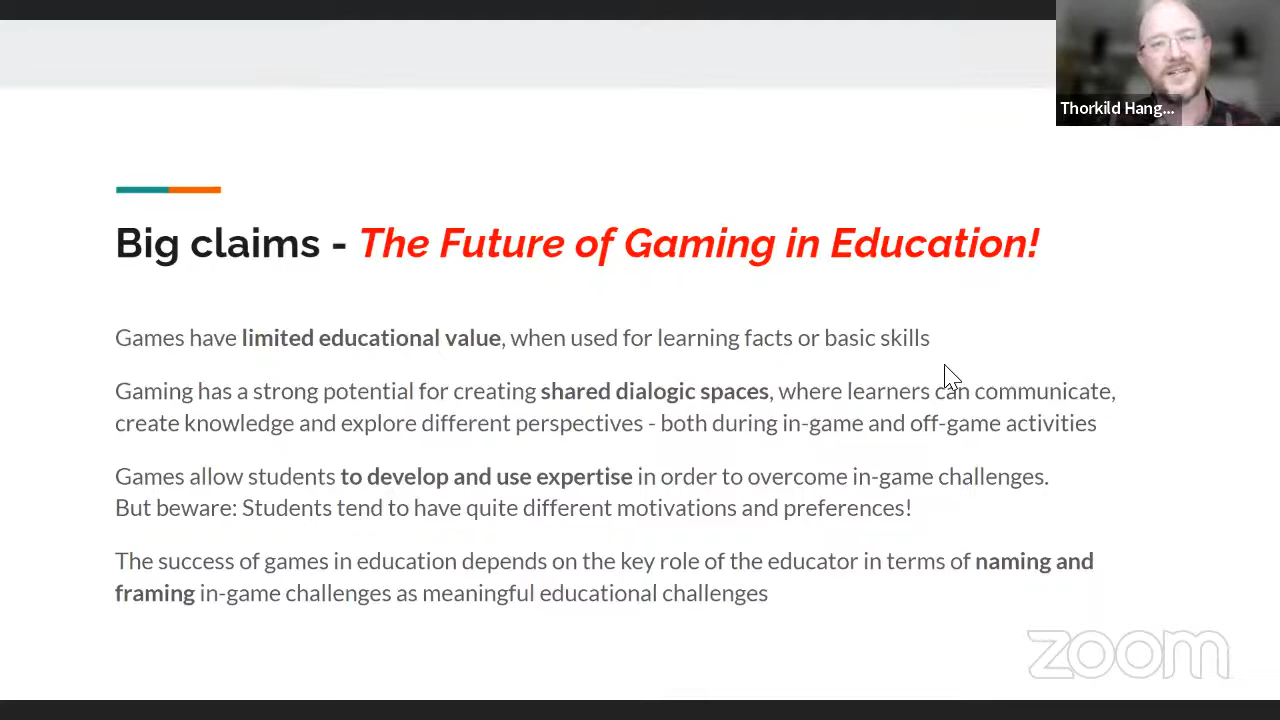 Thorkild Hang...
Big claims - The Future of Gaming in Education!
Games have limited educational value, when used for learning facts or basic skills
Gaming has a strong potential for creating shared dialogic spaces, where learners can communicate,
create knowledge and explore different perspectives - both during in-game and off-game activities
Games allow students to develop and use expertise in order to overcome in-game challenges.
But beware: Students tend to have quite different motivations and preferences!
The success of games in education depends on the key role of the educator in terms of naming and
framing in-game challenges as meaningful educational challenges
zoom